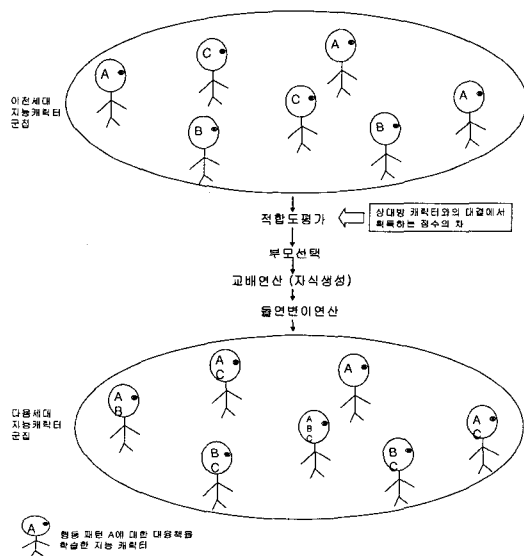 C
A
A
C
A
B
B
이전세대
지능캐릭터
군집
적합도평가
상대방 캐릭터와의 대결에서
획득하는 점수의 차
부모선택
교배연산 (자식생성)
돌연변이연산
A
C
A
A
B
A
B
C
A
C
B
C
B
C
다음세대
지능캐릭터
군집
A
행동 패턴 A에 대한 대응책을
학습한 지능 캐릭터